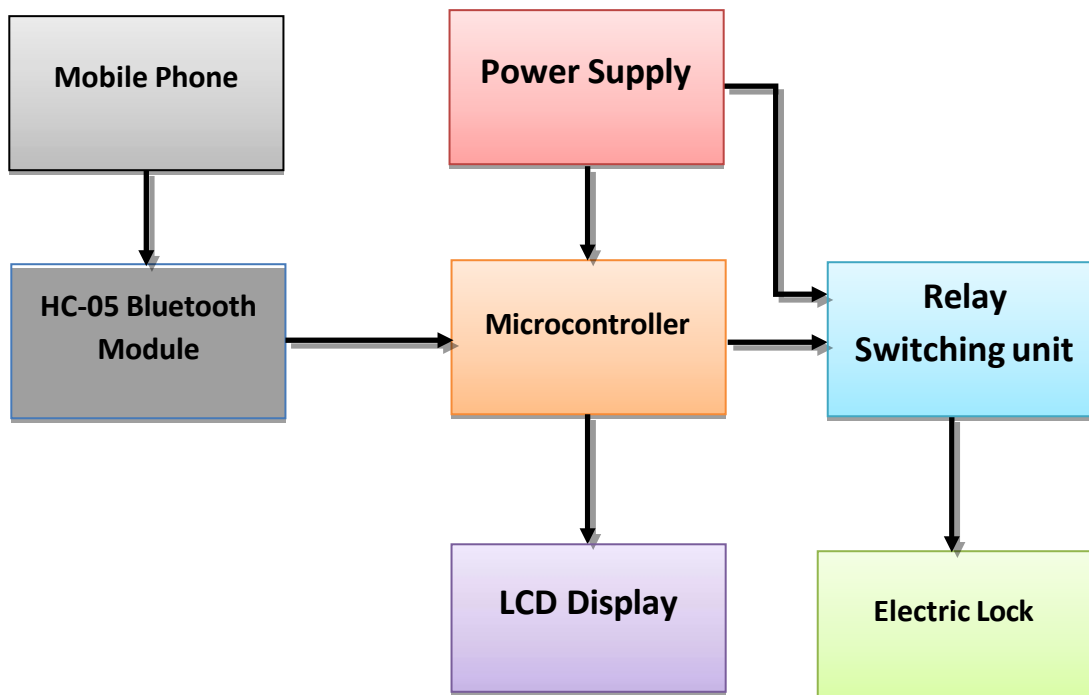 Mobile Phone
Power Supply
HC-05 Bluetooth
Module
Microcontroller
Relay
Switching unit
LCD Display
Electric Lock